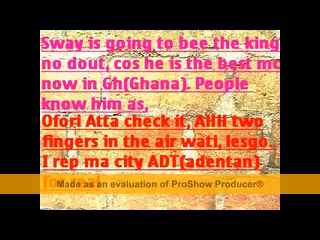 Sway is going to bee the king
no dout, cos he is the best mc
now in Gh(Ghana). People
know him as,
Ofori Atta check it, AHH two
fingers in the air wati, lesgo.
I rep ma city ADT(adentan)
Made as an evaluation of ProShow Producer®